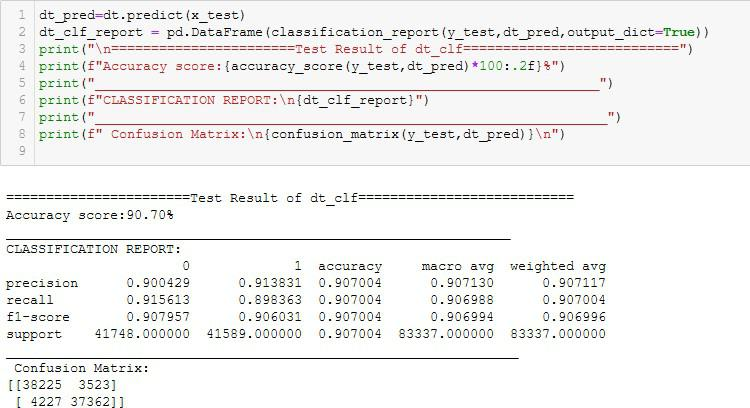 1 dt_pred=dt.predict(x_test)
2 dt_clf_report = pd.DataFrame(classification_report(y_test,dt_pred,output_dict=True))
3 print("\n=======================Test Result of dt_clf===========================")
4 print(f"Accuracy score:{accuracy_score(y_test,dt_pred)*100:.2f}%")
5 print("_______________________________________________________________")
6 print(f"CLASSIFICATION REPORT:\n{dt_clf_report}")
7 print("________________________________________________________________")
8 print(f" Confusion Matrix:\n{confusion_matrix(y_test,dt_pred)}\n")
9
=======================Test Result of dt_clf===========================
Accuracy score:90.70%
_______________________________________________________________
CLASSIFICATION REPORT:
0 1 accuracy macro avg weighted avg
precision 0.900429 0.913831 0.907004 0.907130 0.907117
recall 0.915613 0.898363 0.907004 0.906988 0.907004
f1-score 0.907957 0.906031 0.907004 0.906994 0.906996
support 41748.000000 41589.000000 0.907004 83337.000000 83337.000000
________________________________________________________________
Confusion Matrix:
[[38225 3523]
[ 4227 37362]]